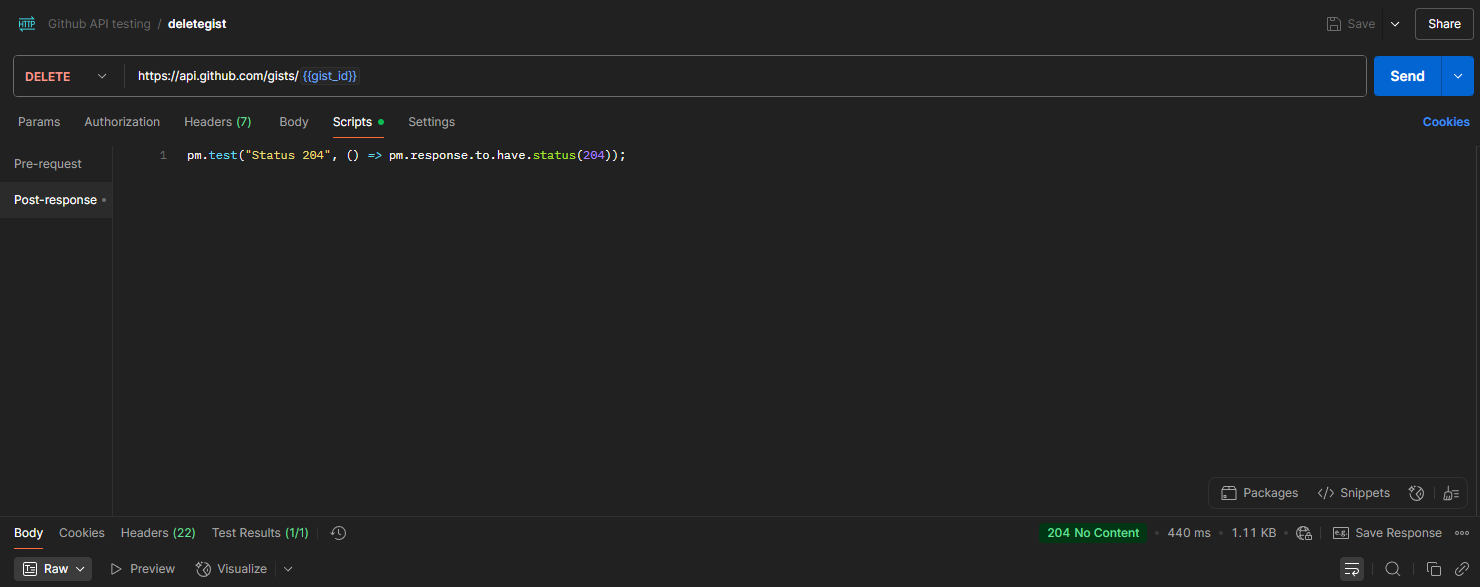 HTTP Github API testing / deletegist Save Share
DELETE https://api.github.com/gists/ {{gist_id}} Send
Params Authorization Headers (7) Body Scripts Settings Cookies
Pre-request
1 pm.test("Status 204", () => pm.response.to.have.status(204));
Post-response
Packages </> Snippets
Body Cookies Headers (22) Test Results (1/1) 204 No Content 440 ms 1.11 KB e.g. Save Response
Raw Preview Visualize